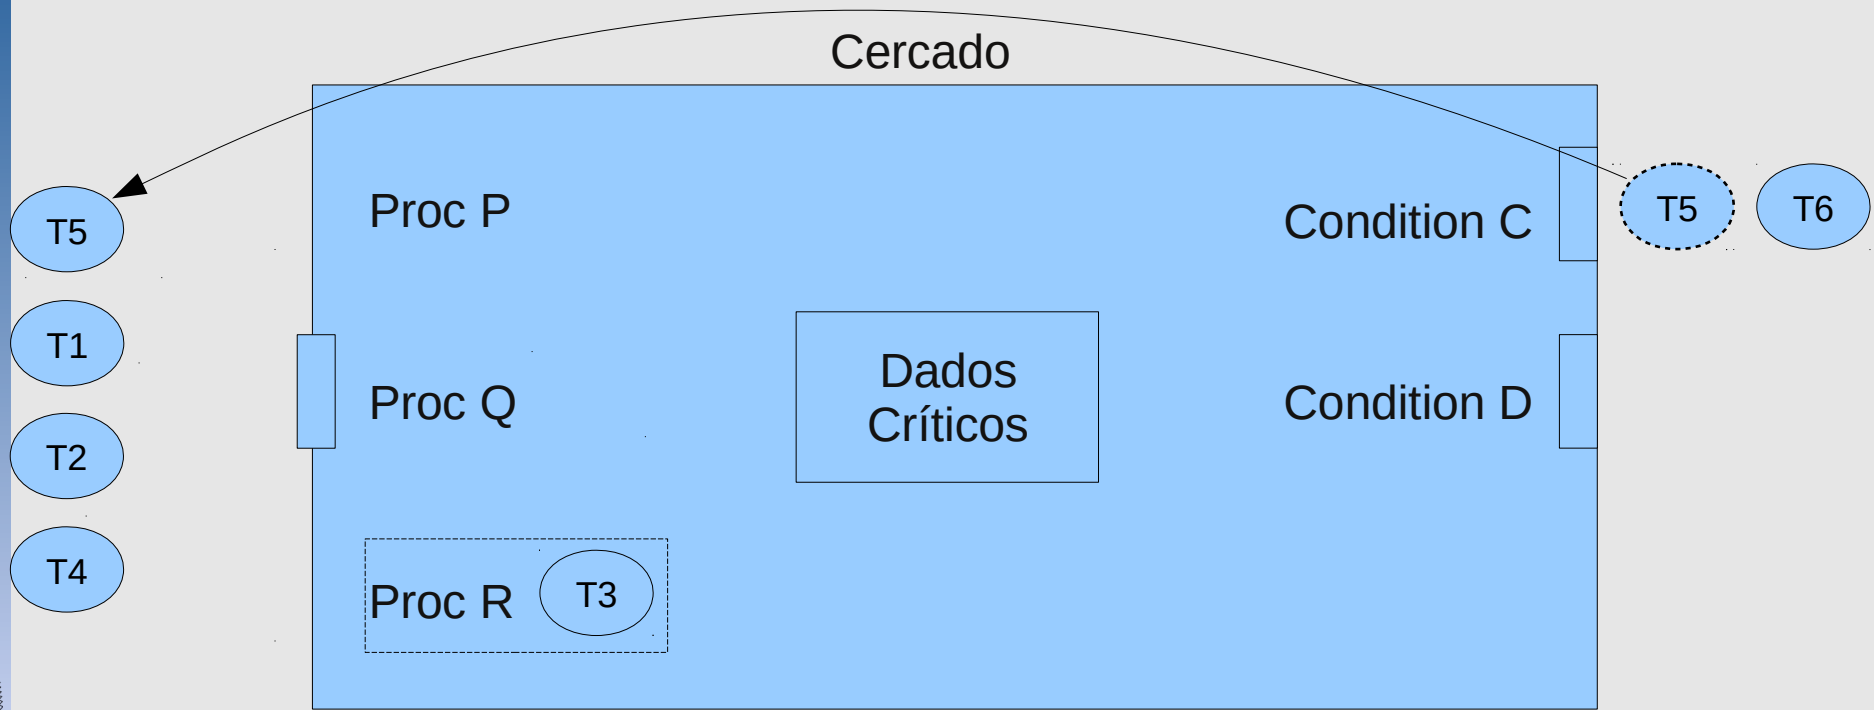 Cercado
T5
Proc P
Condition C
T5
T6
T1
Proc Q
Dados
Críticos
Condition D
T2
T4
Proc R
T3